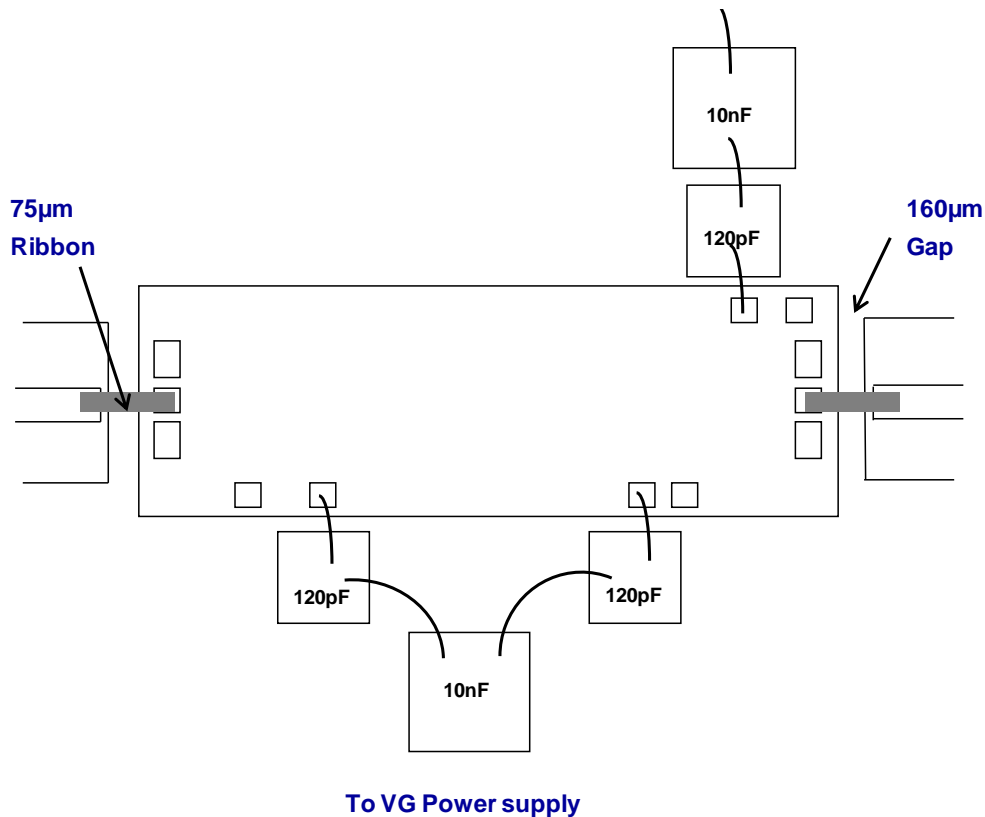 10nF
75µm
Ribbon
120pF
160µm
Gap
120pF
120pF
10nF
To VG Power supply